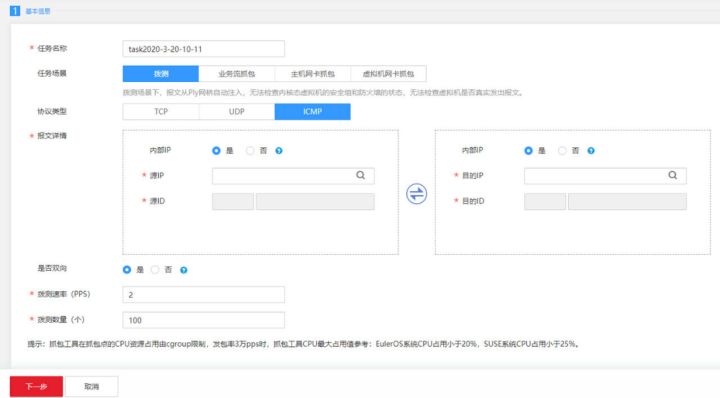 1 基本信息
* 任务名称 task2020-3-20-10-11
任务场景 拨测 业务流抓包 主机网卡抓包 虚拟机网卡抓包
拨测场景下，报文从Ply网桥自动注入，无法检查内核态虚拟机的安全组和防火墙的状态、无法检查虚拟机是否真实发出报文。
协议类型 TCP UDP ICMP
* 报文详情
内部IP 是 否 ? 内部IP 是 否 ?
* 源IP * 目的IP
* 源ID * 目的ID
是否双向 是 否 ?
* 拨测速率（PPS） 2
* 拨测数量（个） 100
提示：抓包工具在抓包点的CPU资源占用由cgroup限制，发包率3万pps时，抓包工具CPU最大占用值参考：EulerOS系统CPU占用小于20%，SUSE系统CPU占用小于25%。
下一步 取消